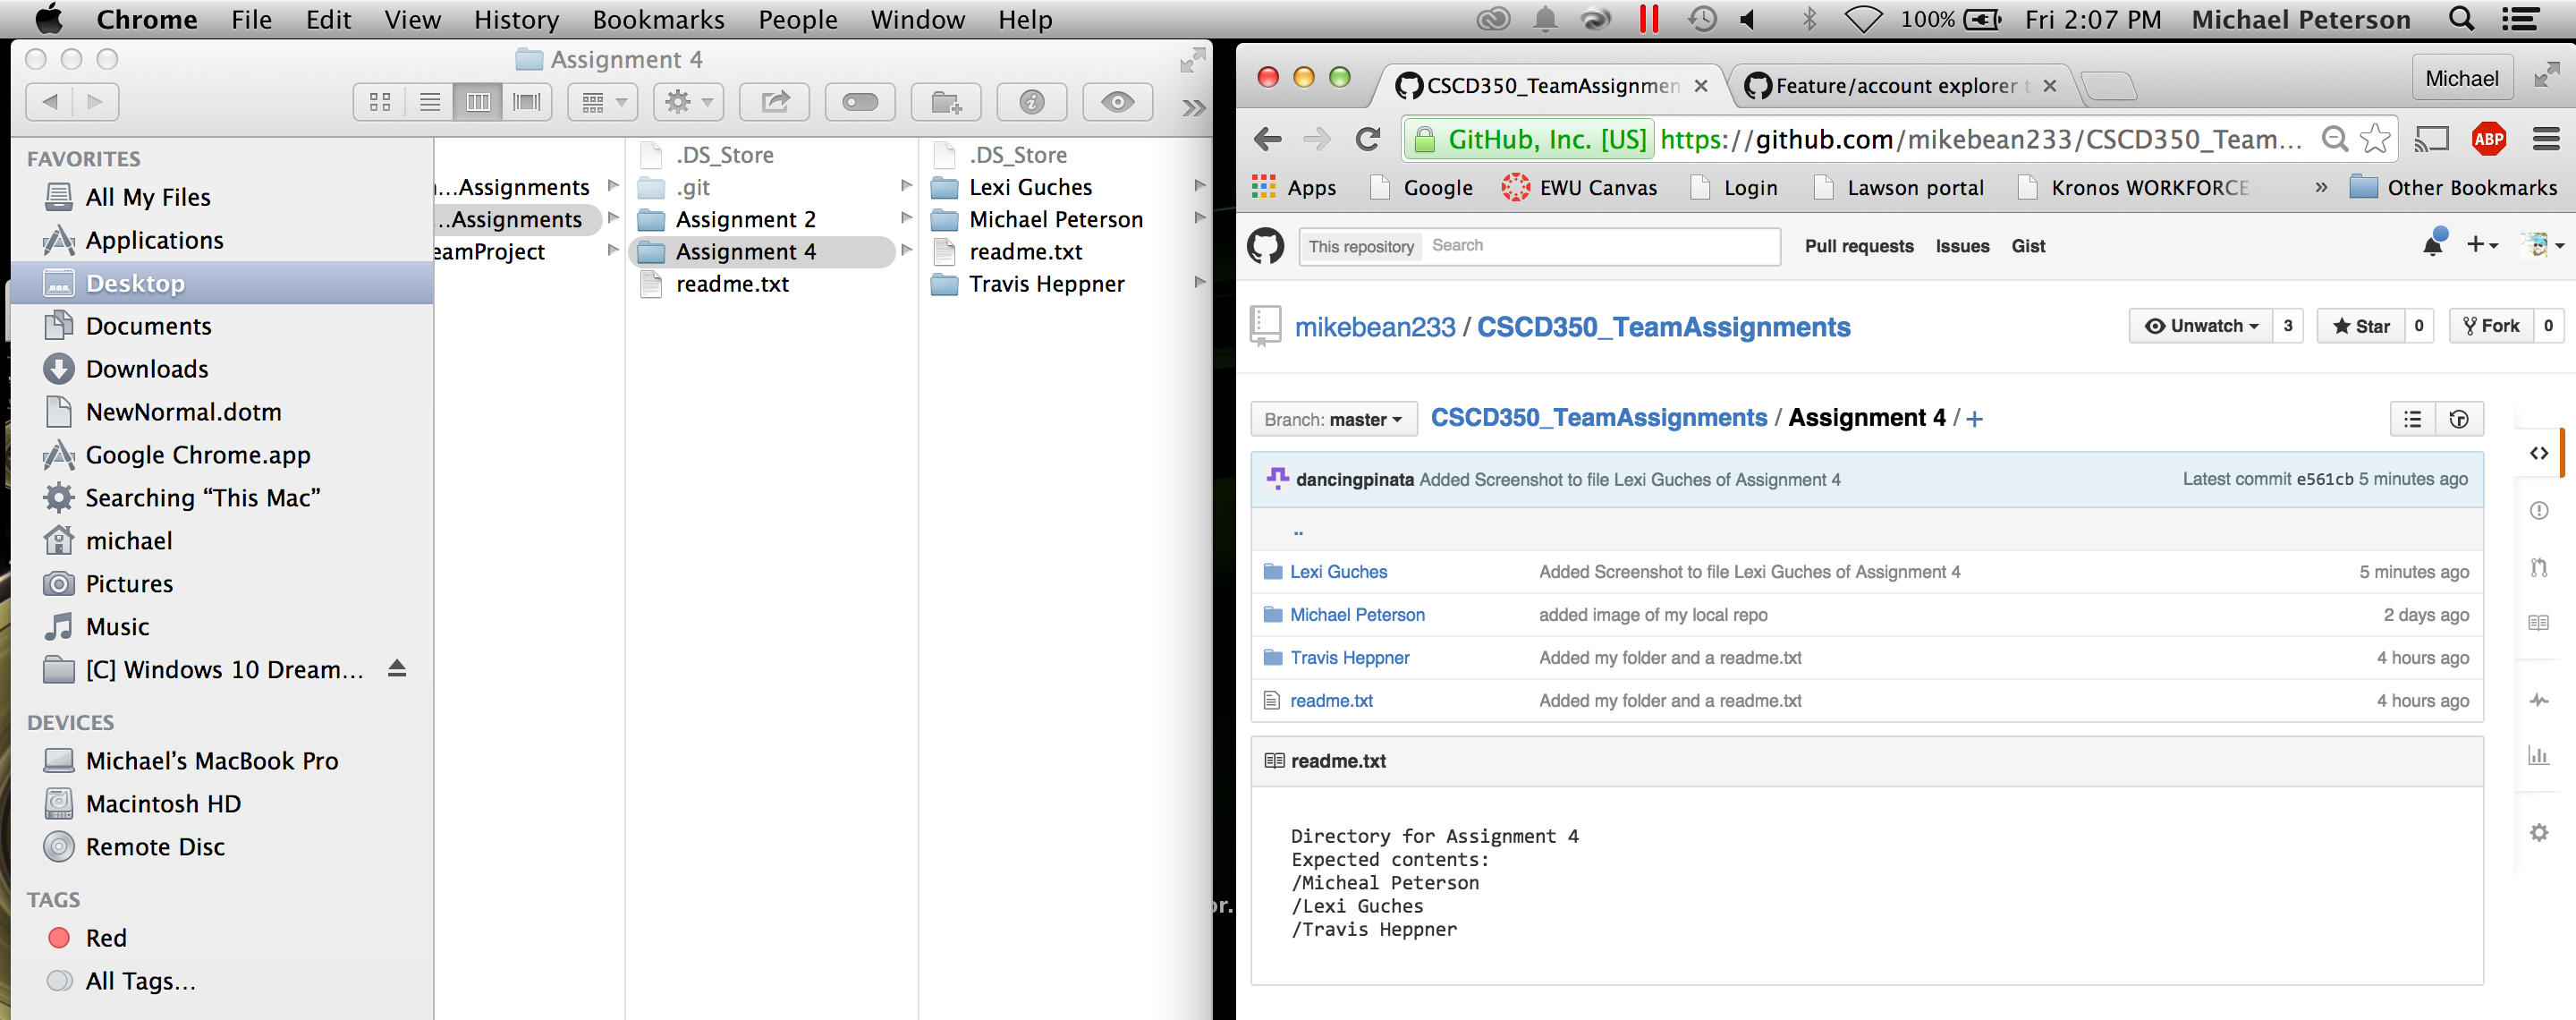 Chrome File Edit View History Bookmarks People Window Help 100% Fri 2:07 PM Michael Peterson
Assignment 4
FAVORITES
All My Files
Applications
Desktop
Documents
Downloads
NewNormal.dotm
Google Chrome.app
Searching “This Mac”
michael
Pictures
Music
[C] Windows 10 Dream...
DEVICES
Michael’s MacBook Pro
Macintosh HD
Remote Disc
TAGS
Red
All Tags...
...Assignments
...Assignments
eamProject
.DS_Store
.git
Assignment 2
Assignment 4
readme.txt
.DS_Store
Lexi Guches
Michael Peterson
readme.txt
Travis Heppner
or.
CSCD350_TeamAssignmen Feature/account explorer t Michael
GitHub, Inc. [US] https://github.com/mikebean233/CSCD350_Team... ABP
Apps Google EWU Canvas Login Lawson portal Kronos WORKFORCE » Other Bookmarks
This repository Search Pull requests Issues Gist
mikebean233 / CSCD350_TeamAssignments Unwatch 3 Star 0 Fork 0
Branch: master CSCD350_TeamAssignments / Assignment 4 / +
dancingpinata Added Screenshot to file Lexi Guches of Assignment 4 Latest commit e561cb 5 minutes ago
..
Lexi Guches Added Screenshot to file Lexi Guches of Assignment 4 5 minutes ago
Michael Peterson added image of my local repo 2 days ago
Travis Heppner Added my folder and a readme.txt 4 hours ago
readme.txt Added my folder and a readme.txt 4 hours ago
readme.txt
Directory for Assignment 4
Expected contents:
/Micheal Peterson
/Lexi Guches
/Travis Heppner